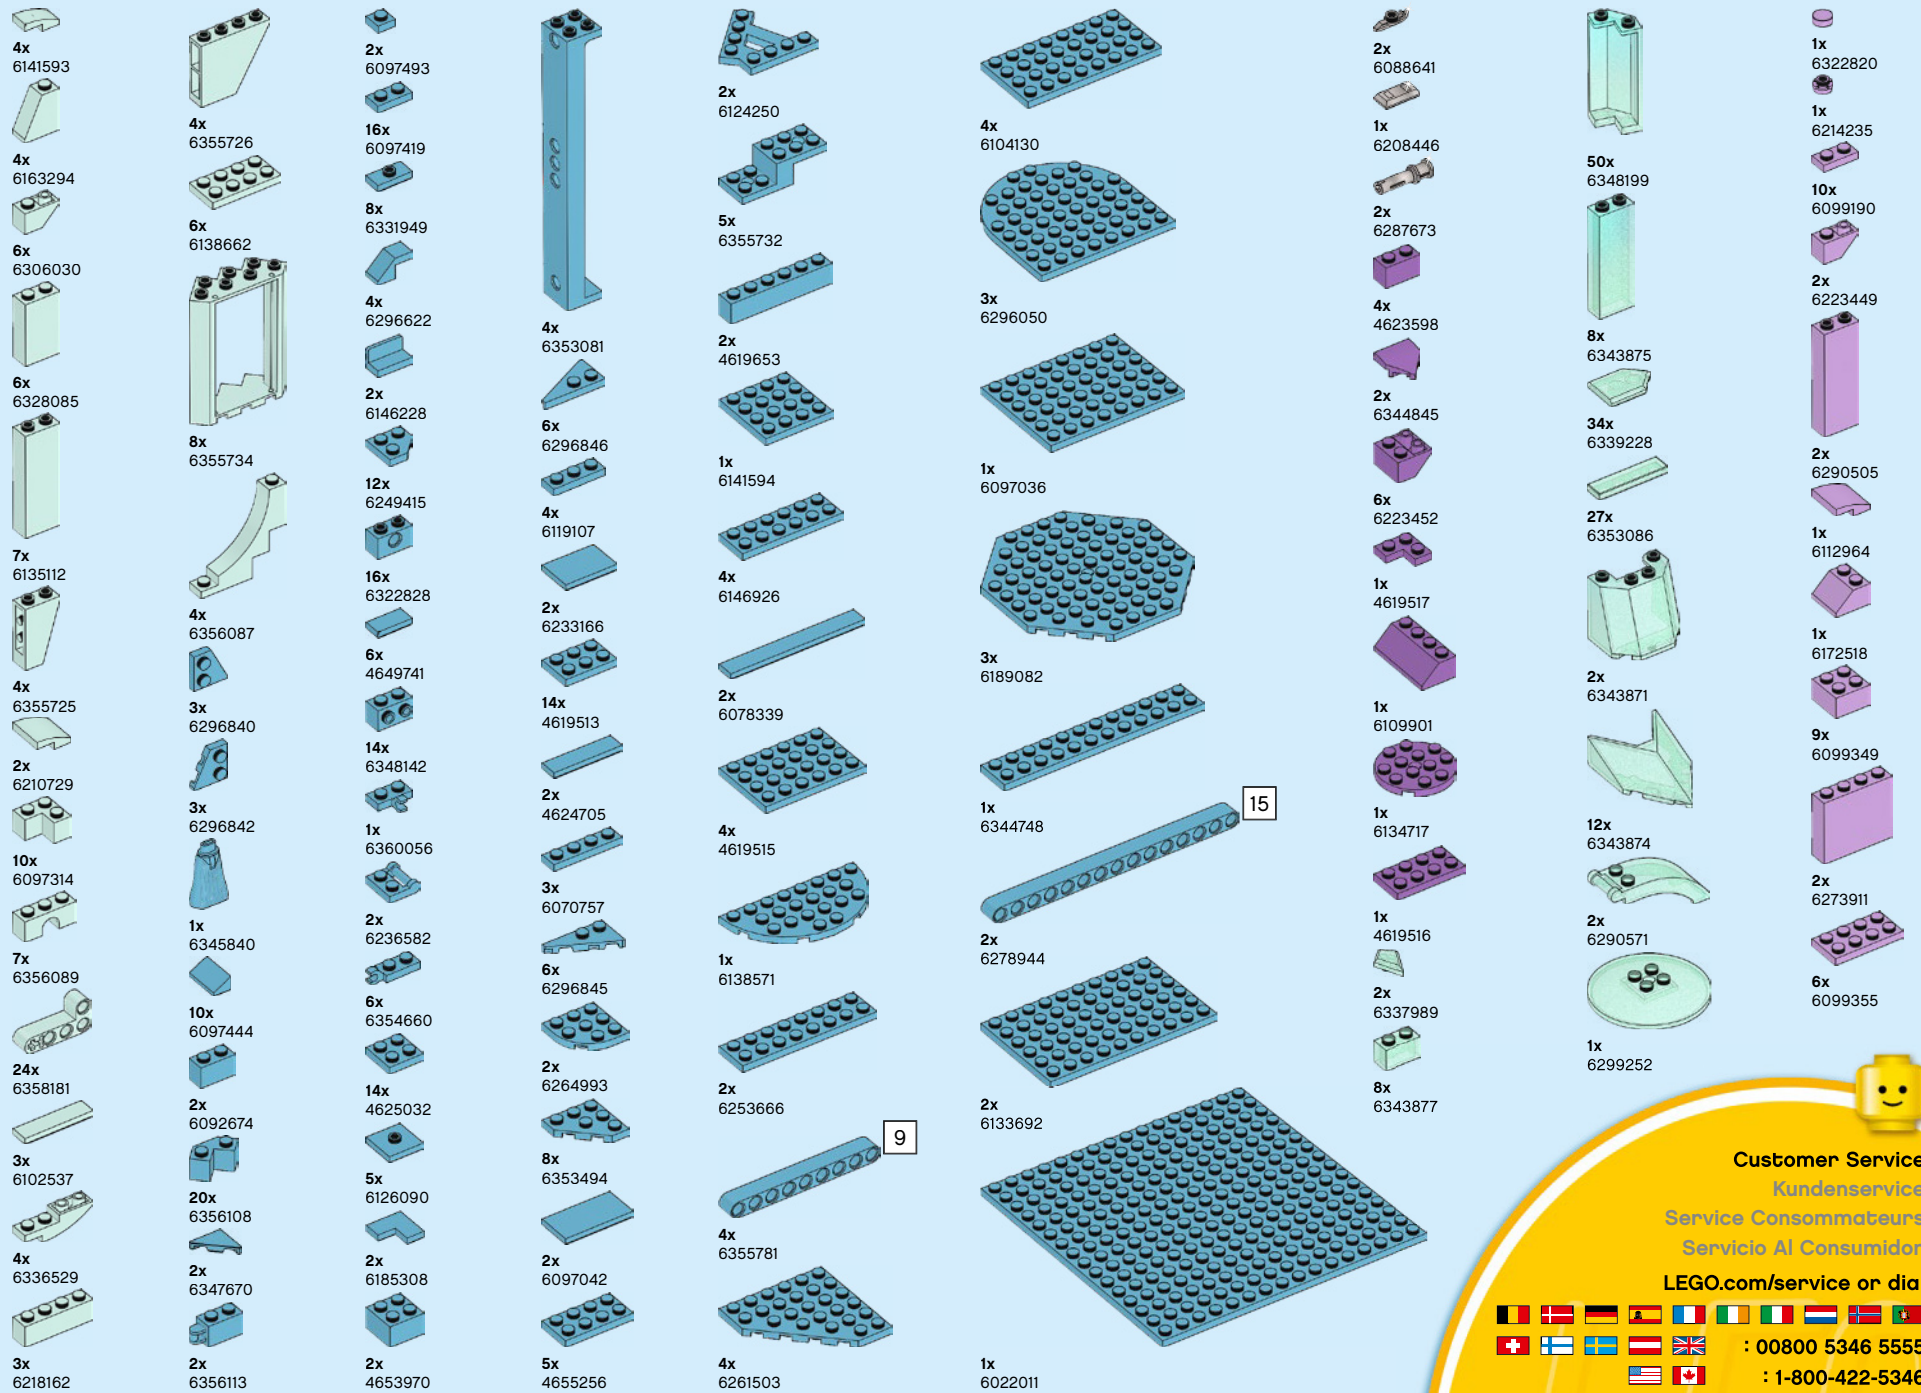 4x
6141593
4x
6163294
6x
6306030
6x
6328085
7x
6135112
4x
6355725
2x
6210729
10x
6097314
7x
6356089
24x
6358181
3x
6102537
4x
6336529
3x
6218162
4x
6355726
6x
6138662
8x
6355734
4x
6356087
3x
6296840
3x
6296842
1x
6345840
10x
6097444
2x
6092674
20x
6356108
2x
6347670
2x
6356113
2x
6097493
16x
6097419
8x
6331949
4x
6296622
2x
6146228
12x
6249415
16x
6322828
6x
4649741
14x
6348142
1x
6360056
2x
6236582
6x
6354660
14x
4625032
5x
6126090
2x
6185308
2x
4653970
4x
6353081
6x
6296846
4x
6119107
2x
6233166
14x
4619513
2x
4624705
3x
6070757
6x
6296845
2x
6264993
8x
6353494
2x
6097042
5x
4655256
2x
6124250
5x
6355732
2x
4619653
1x
6141594
4x
6146926
2x
6078339
4x
4619515
1x
6138571
2x
6253666
9
4x
6355781
4x
6261503
4x
6104130
3x
6296050
1x
6097036
3x
6189082
1x
6344748
15
2x
6278944
2x
6133692
1x
6022011
2x
6088641
1x
6208446
2x
6287673
4x
4623598
2x
6344845
6x
6223452
1x
4619517
1x
6109901
1x
6134717
1x
4619516
2x
6337989
8x
6343877
50x
6348199
8x
6343875
34x
6339228
27x
6353086
2x
6343871
12x
6343874
2x
6290571
1x
6299252
1x
6322820
1x
6214235
10x
6099190
2x
6223449
2x
6290505
1x
6112964
1x
6172518
9x
6099349
2x
6273911
6x
6099355
Customer Service
Kundenservice
Service Consommateurs
Servicio Al Consumidor
LEGO.com/service or dia
: 00800 5346 5555
: 1-800-422-5346